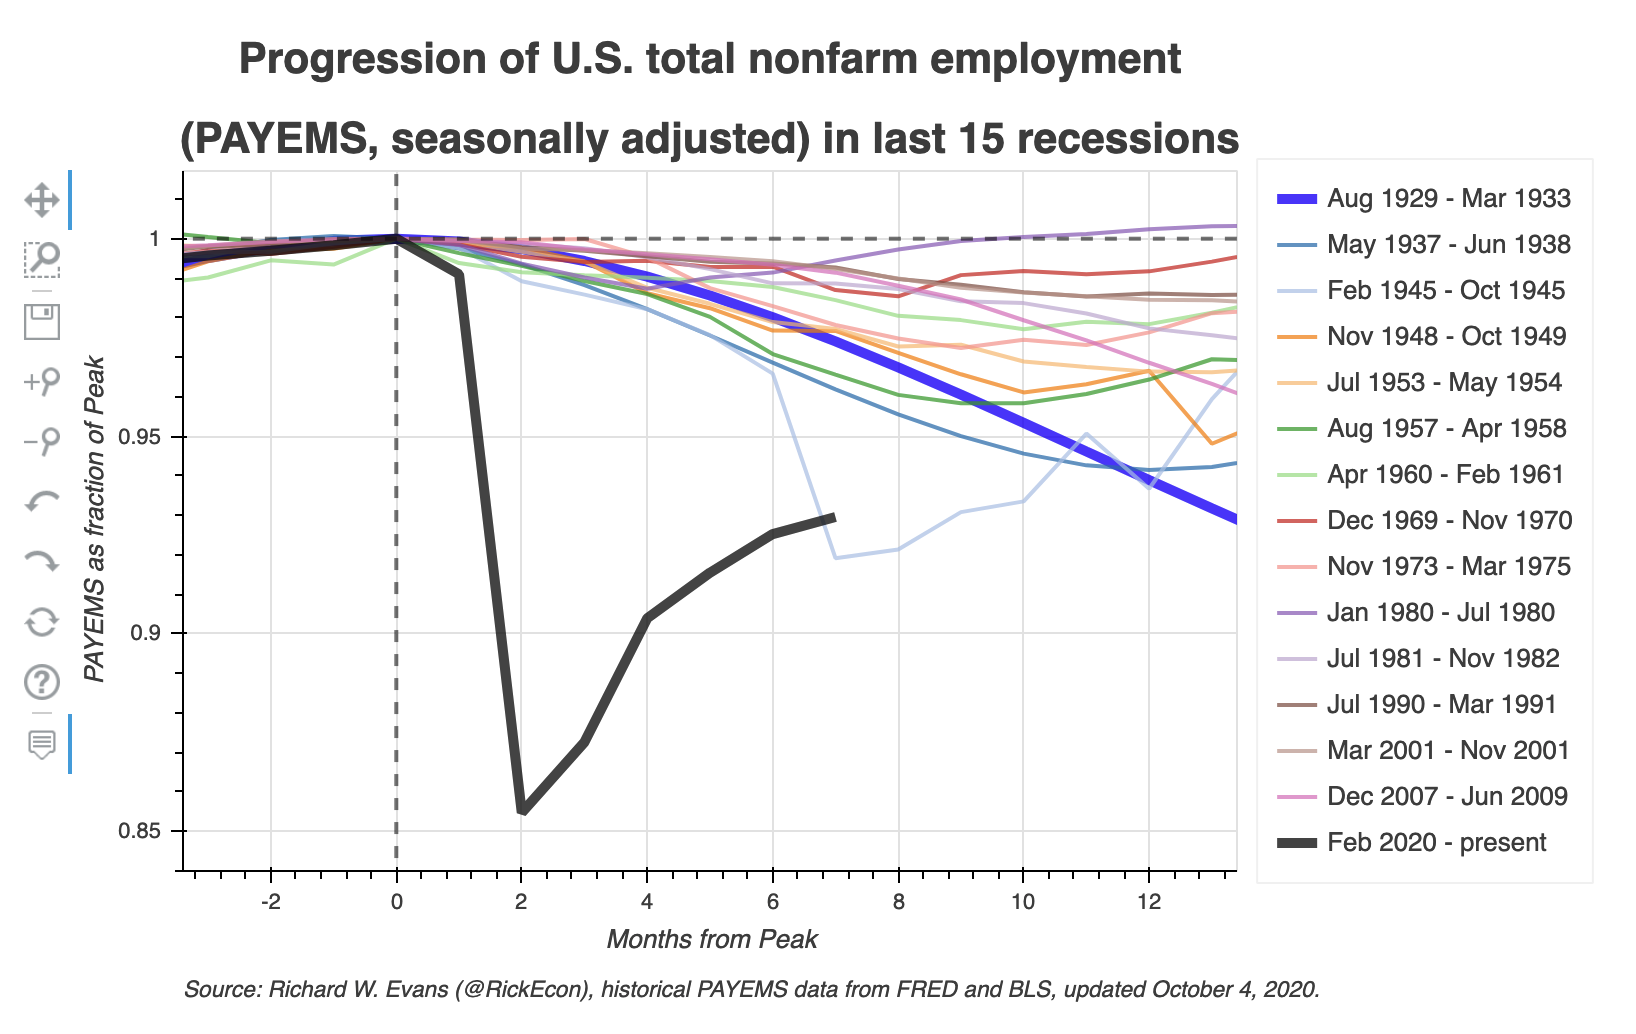 Progression of U.S. total nonfarm employment
(PAYEMS, seasonally adjusted) in last 15 recessions
PAYEMS as fraction of Peak
1
0.95
0.9
0.85
-2
0
2
4
6
8
10
12
Months from Peak
Aug 1929 - Mar 1933
May 1937 - Jun 1938
Feb 1945 - Oct 1945
Nov 1948 - Oct 1949
Jul 1953 - May 1954
Aug 1957 - Apr 1958
Apr 1960 - Feb 1961
Dec 1969 - Nov 1970
Nov 1973 - Mar 1975
Jan 1980 - Jul 1980
Jul 1981 - Nov 1982
Jul 1990 - Mar 1991
Mar 2001 - Nov 2001
Dec 2007 - Jun 2009
Feb 2020 - present
Source: Richard W. Evans (@RickEcon), historical PAYEMS data from FRED and BLS, updated October 4, 2020.